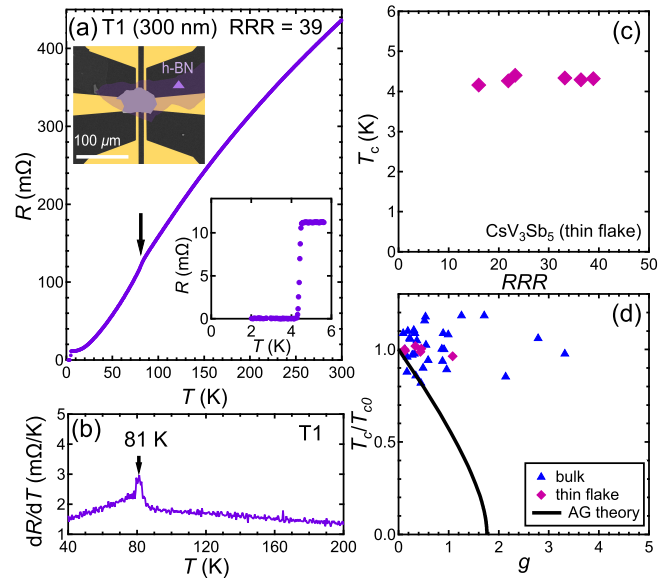 (a) T1 (300 nm) RRR = 39
h-BN
100 µm
R (mΩ)
400
300
200
100
0
R (mΩ)
10
5
0
0 2 4 6
T (K)
0 50 100 150 200 250 300
T (K)
(b) 81 K T1
dR/dT (mΩ/K)
5
4
3
2
1
40 80 120 160 200
T (K)
(c)
T_c (K)
6
5
4
3
2
1
0
CsV₃Sb₅ (thin flake)
0 10 20 30 40 50
RRR
(d)
T_c/T_c0
1.0
0.5
0.0
bulk
thin flake
AG theory
0 1 2 3 4 5
g